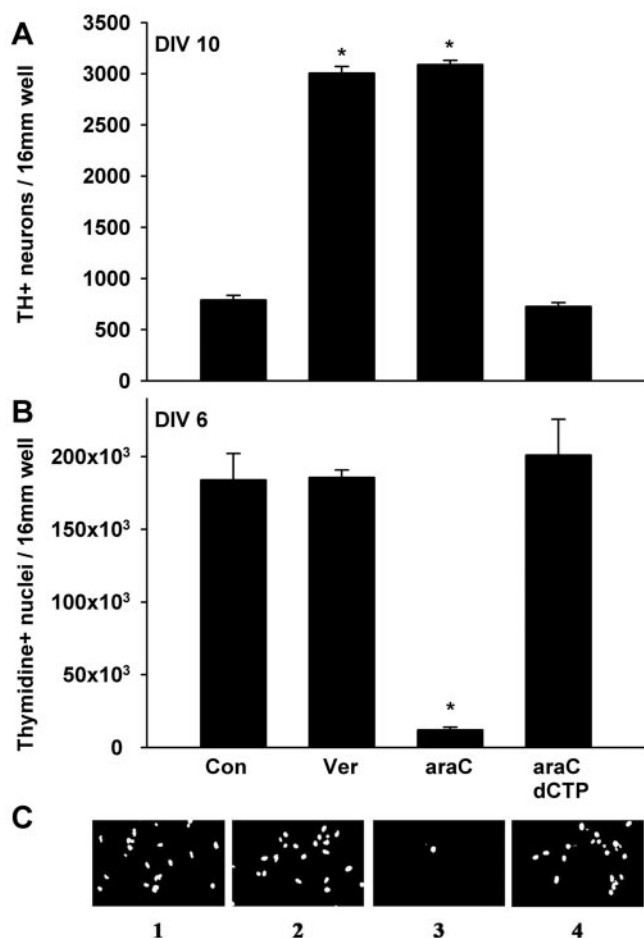 A
DIV 10
3500
3000
2500
2000
1500
1000
500
0
TH+ neurons / 16mm well
* *
B
DIV 6
200x10³
150x10³
100x10³
50x10³
0
Thymidine+ nuclei / 16mm well
*
Con Ver araC araC
dCTP
C
1 2 3 4